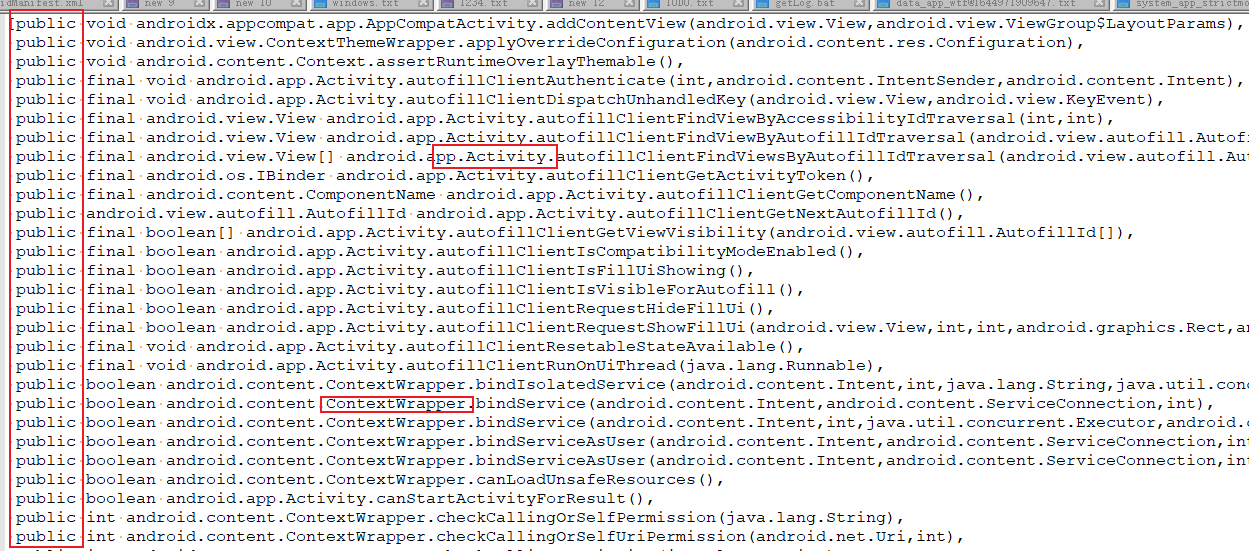 idManifest.xml new 9 new 10 windows.txt 1234.txt new 12 TODO.txt getLog.bat data_app_wtf@1644971909647.txt system_app_strictmo
[public void androidx.appcompat.app.AppCompatActivity.addContentView(android.view.View,android.view.ViewGroup$LayoutParams),
public void android.view.ContextThemeWrapper.applyOverrideConfiguration(android.content.res.Configuration),
public void android.content.Context.assertRuntimeOverlayThemable(),
public final void android.app.Activity.autofillClientAuthenticate(int,android.content.IntentSender,android.content.Intent),
public final void android.app.Activity.autofillClientDispatchUnhandledKey(android.view.View,android.view.KeyEvent),
public final android.view.View android.app.Activity.autofillClientFindViewByAccessibilityIdTraversal(int,int),
public final android.view.View android.app.Activity.autofillClientFindViewByAutofillIdTraversal(android.view.autofill.Autof
public final android.view.View[] android.app.Activity.autofillClientFindViewsByAutofillIdTraversal(android.view.autofill.Au
public final android.os.IBinder android.app.Activity.autofillClientGetActivityToken(),
public final android.content.ComponentName android.app.Activity.autofillClientGetComponentName(),
public android.view.autofill.AutofillId android.app.Activity.autofillClientGetNextAutofillId(),
public final boolean[] android.app.Activity.autofillClientGetViewVisibility(android.view.autofill.AutofillId[]),
public final boolean android.app.Activity.autofillClientIsCompatibilityModeEnabled(),
public final boolean android.app.Activity.autofillClientIsFillUiShowing(),
public final boolean android.app.Activity.autofillClientIsVisibleForAutofill(),
public final boolean android.app.Activity.autofillClientRequestHideFillUi(),
public final boolean android.app.Activity.autofillClientRequestShowFillUi(android.view.View,int,int,android.graphics.Rect,an
public final void android.app.Activity.autofillClientResetableStateAvailable(),
public final void android.app.Activity.autofillClientRunOnUiThread(java.lang.Runnable),
public boolean android.content.ContextWrapper.bindIsolatedService(android.content.Intent,int,java.lang.String,java.util.conc
public boolean android.content.ContextWrapper.bindService(android.content.Intent,android.content.ServiceConnection,int),
public boolean android.content.ContextWrapper.bindService(android.content.Intent,int,java.util.concurrent.Executor,android.c
public boolean android.content.ContextWrapper.bindServiceAsUser(android.content.Intent,android.content.ServiceConnection,int
public boolean android.content.ContextWrapper.bindServiceAsUser(android.content.Intent,android.content.ServiceConnection,int
public boolean android.content.ContextWrapper.canLoadUnsafeResources(),
public boolean android.app.Activity.canStartActivityForResult(),
public int android.content.ContextWrapper.checkCallingOrSelfPermission(java.lang.String),
public int android.content.ContextWrapper.checkCallingOrSelfUriPermission(android.net.Uri,int),